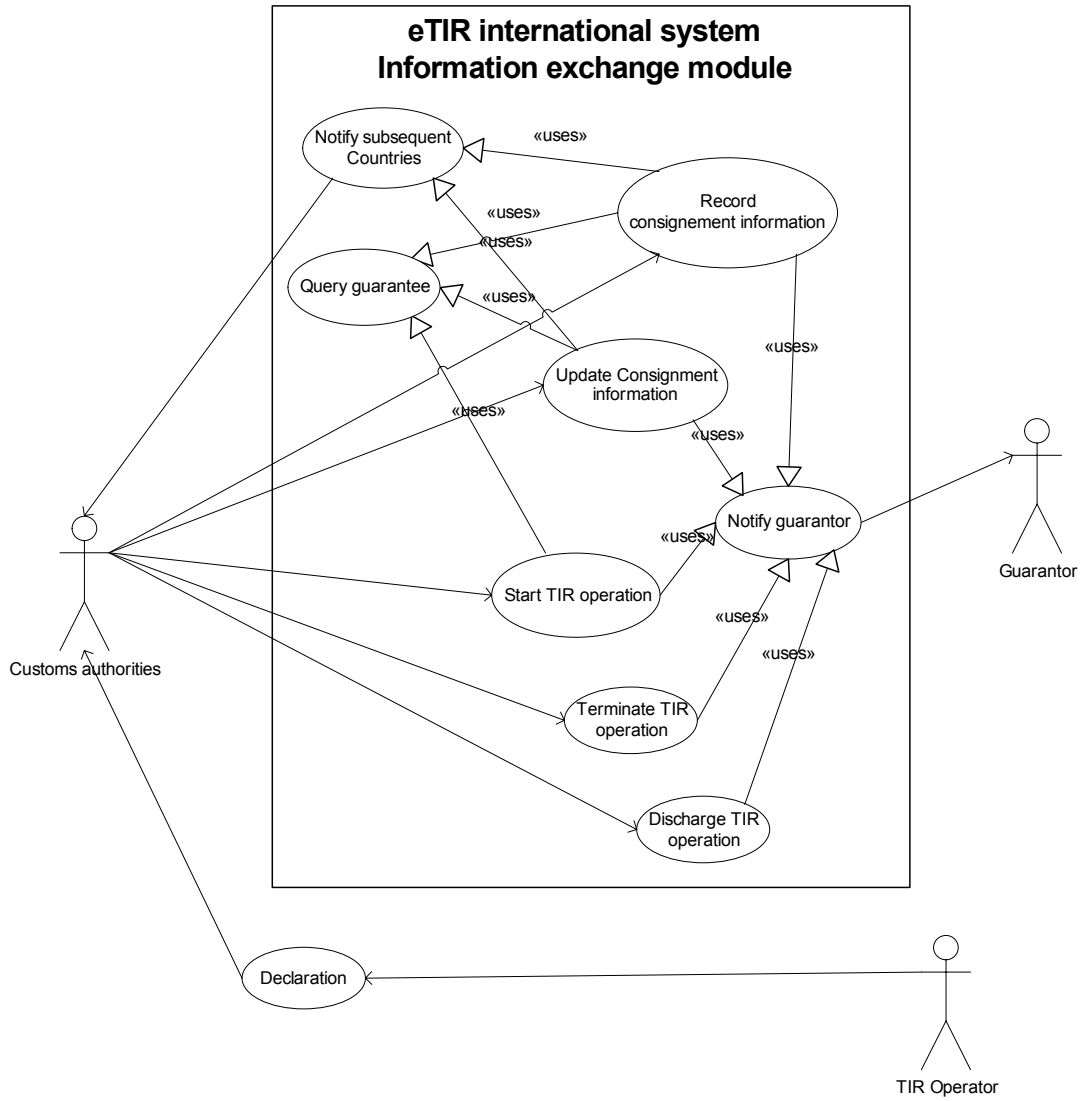 eTIR international system
Information exchange module
Notify subsequent
Countries
«uses»
Record
consignement information
«uses»
«uses»
Query guarantee
«uses»
«uses»
Update Consignment
information
«uses»
«uses»
Notify guarantor
«uses»
Guarantor
Start TIR operation
«uses»
Customs authorities
«uses»
Terminate TIR
operation
Discharge TIR
operation
Declaration
TIR Operator